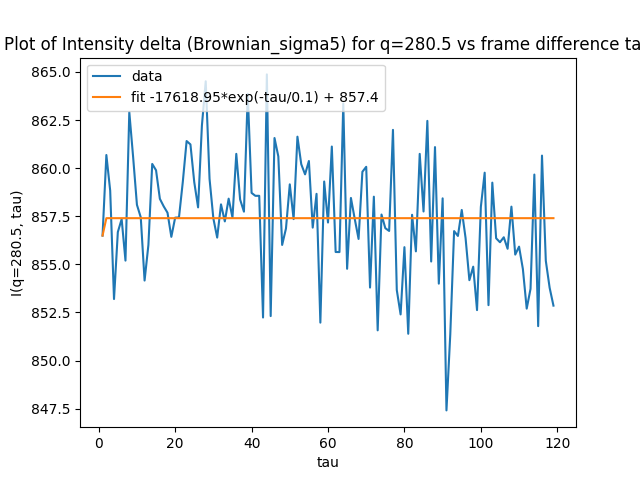 Plot of Intensity delta (Brownian_sigma5) for q=280.5 vs frame difference ta
865.0
862.5
860.0
857.5
855.0
852.5
850.0
847.5
I(q=280.5, tau)
data
fit -17618.95*exp(-tau/0.1) + 857.4
0 20 40 60 80 100 120
tau